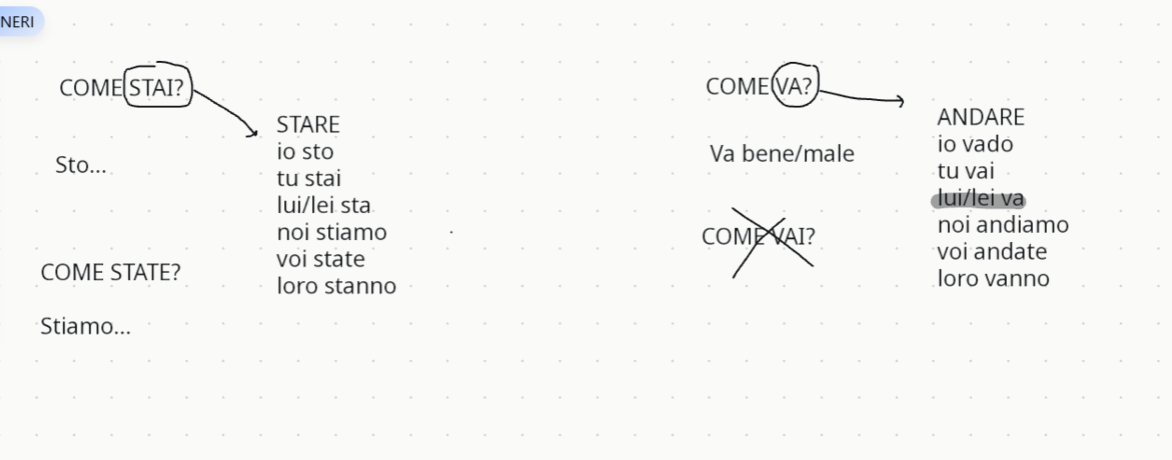 NERI
COME STAI?
Sto...
COME STATE?
Stiamo...
STARE
io sto
tu stai
lui/lei sta
noi stiamo
voi state
loro stanno
COME VA?
Va bene/male
COME VAI?
ANDARE
io vado
tu vai
lui/lei va
noi andiamo
voi andate
loro vanno